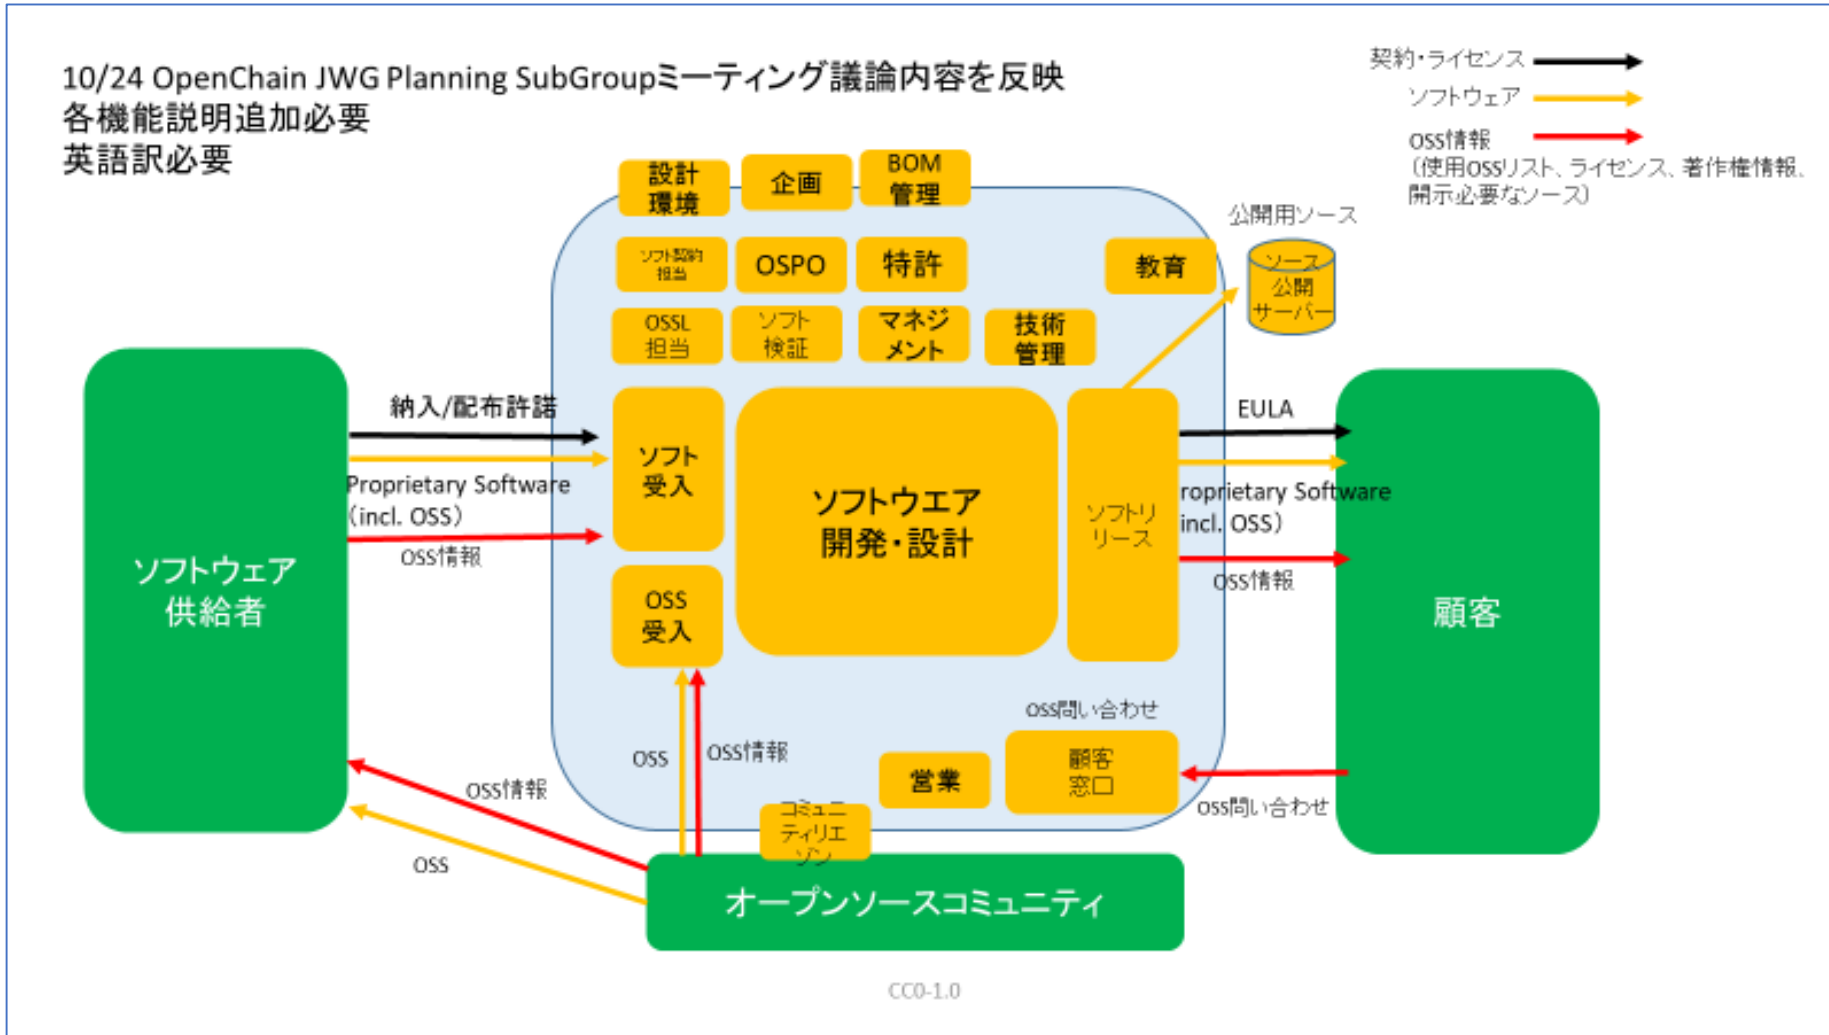 10/24 OpenChain JWG Planning SubGroupミーティング議論内容を反映
各機能説明追加必要
英語訳必要
契約・ライセンス
ソフトウェア
OSS情報
（使用OSSリスト、ライセンス、著作権情報、
開示必要なソース）
設計
環境
企画
BOM
管理
ソフト契約
担当
OSPO
特許
教育
公開用ソース
ソース
公開
サーバー
OSSL
担当
ソフト
検証
マネジ
メント
技術
管理
納入/配布許諾
Proprietary Software
（incl. OSS）
OSS情報
ソフトウェア
供給者
ソフト
受入
OSS
受入
ソフトウエア
開発・設計
ソフトリ
リース
EULA
roprietary Software
incl. OSS）
OSS情報
顧客
OSS問い合わせ
顧客
窓口
営業
OSS問い合わせ
OSS
OSS情報
OSS情報
OSS
コミュニ
ティリエ
ゾン
オープンソースコミュニティ
CC0-1.0